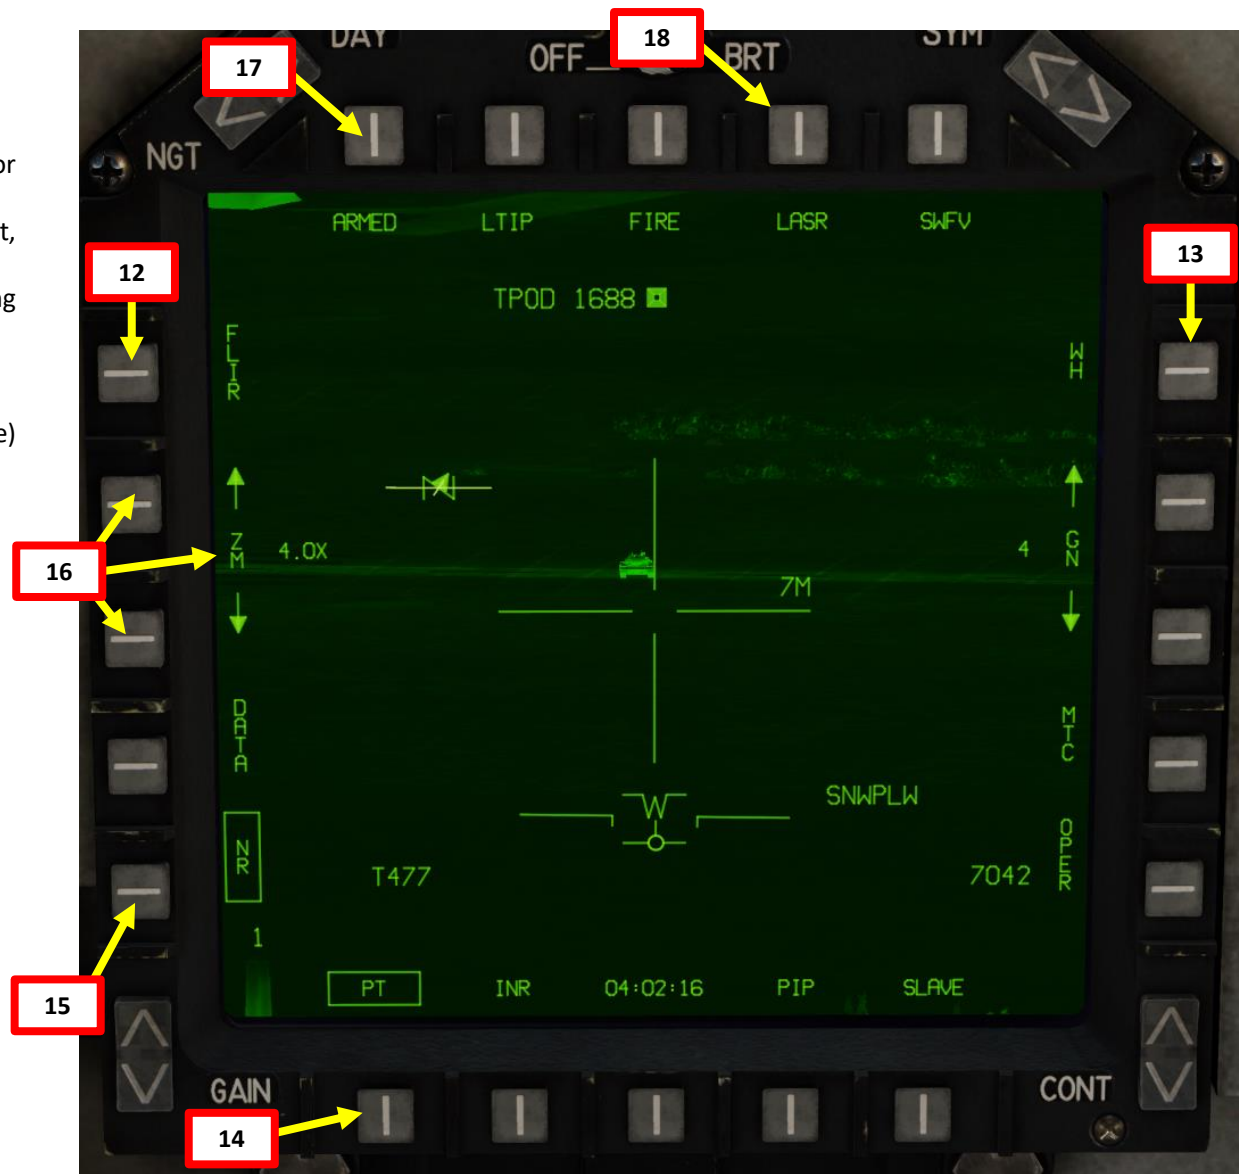 DAY
18
SYM
17
OFF
BRT
NGT
or
t,
ARMED LTIP FIRE LASR SWFV
12
13
TPOD 1688
ng
FLIR
WH
e)
ZM 4.0X
4 GN
16
7M
DATA
MTC
SNWPLW
W
NR
OPER
T477
7042
1
PT INR 04:02:16 PIP SLAVE
15
GAIN
CONT
14